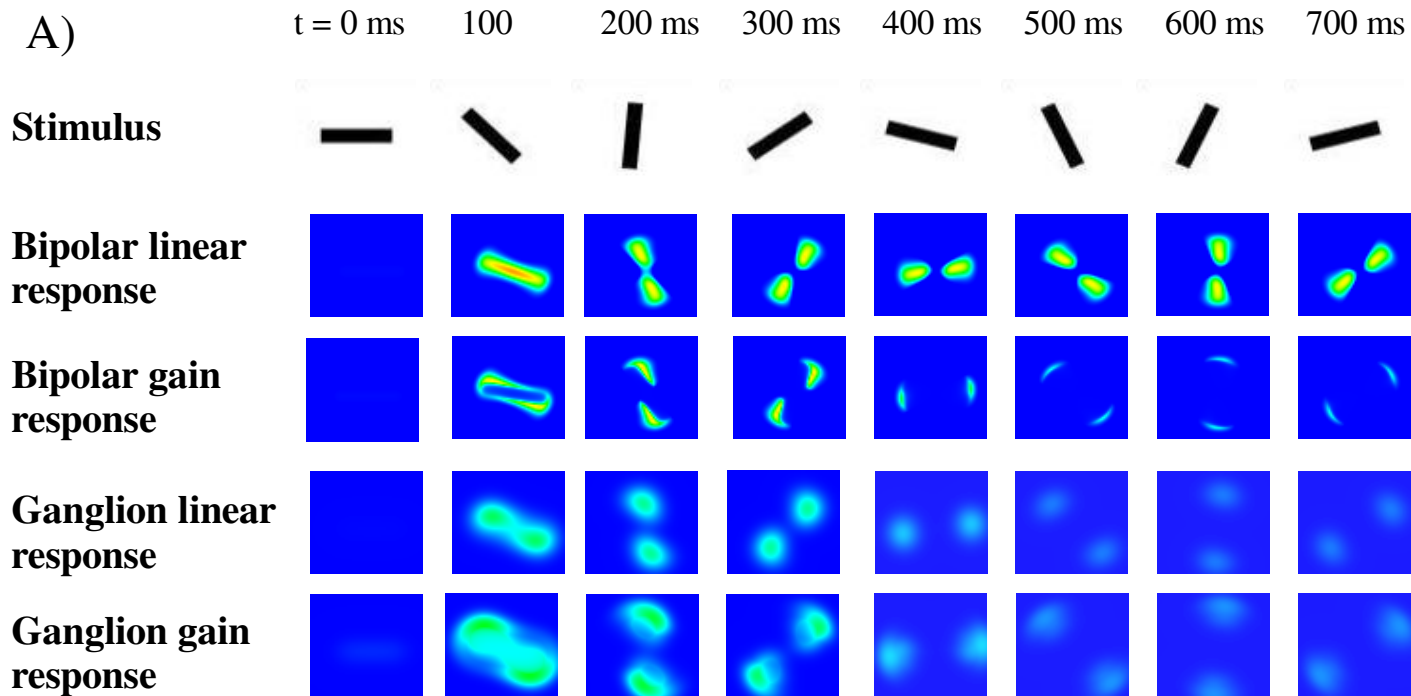 A) t = 0 ms 100 200 ms 300 ms 400 ms 500 ms 600 ms 700 ms
Stimulus
Bipolar linear
response
Bipolar gain
response
Ganglion linear
response
Ganglion gain
response